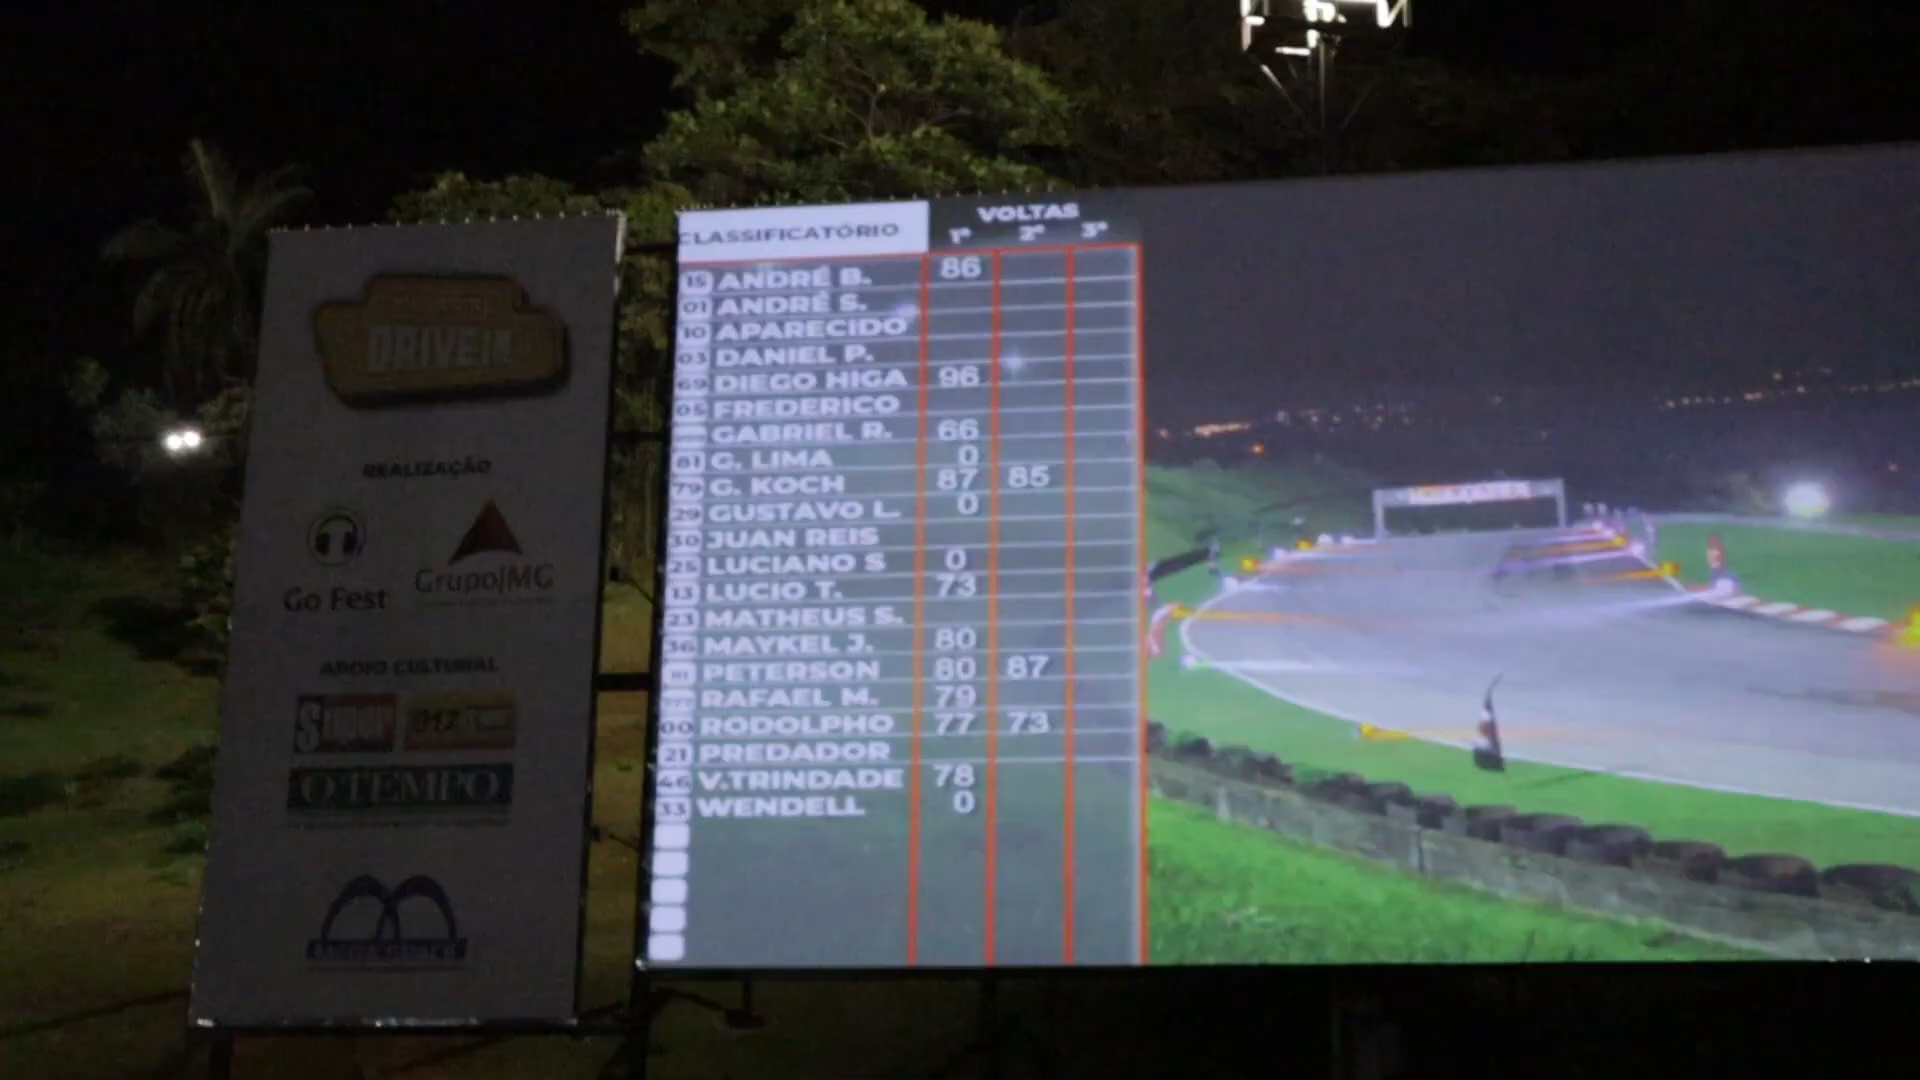 DRIVEIN
REALIZAÇÃO
Go Fest
Grupo|MG
APOIO CULTURAL
Super
O TEMPO
CLASSIFICATÓRIO
VOLTAS
1ª 2ª 3ª
15 ANDRÉ B. 86
01 ANDRÉ S.
10 APARECIDO
03 DANIEL P.
69 DIEGO HIGA 96
05 FREDERICO
GABRIEL R. 66
81 G. LIMA 0
79 G. KOCH 87 85
29 GUSTAVO L. 0
30 JUAN REIS
25 LUCIANO S 0
13 LUCIO T. 73
23 MATHEUS S.
36 MAYKEL J. 80
PETERSON 80 87
RAFAEL M. 79
00 RODOLPHO 77 73
21 PREDADOR
46 V.TRINDADE 78
33 WENDELL 0